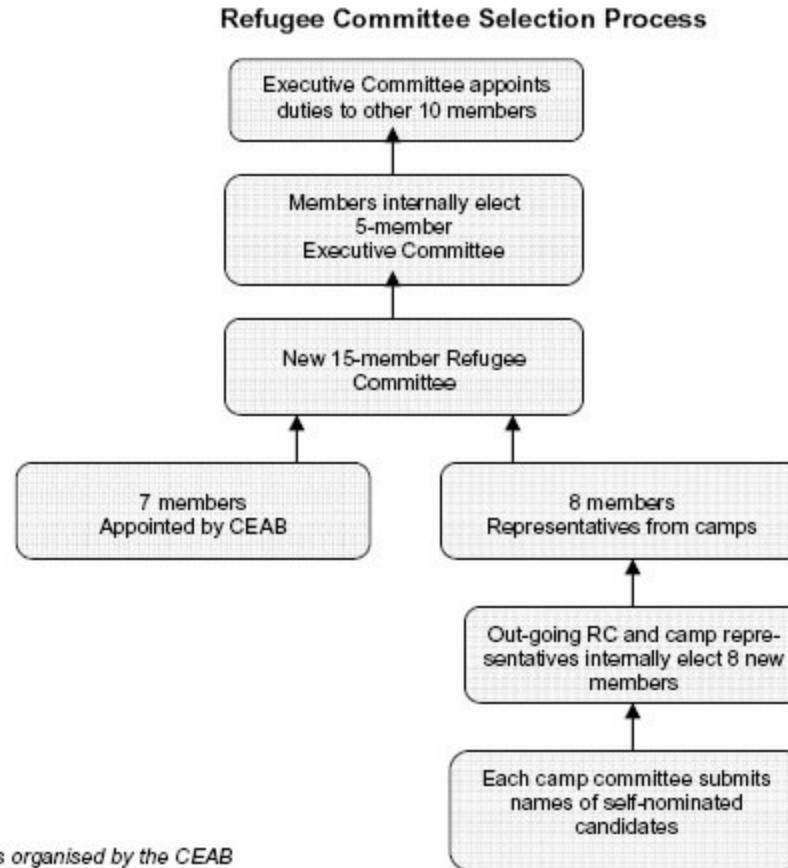 Refugee Committee Selection Process
Executive Committee appoints
duties to other 10 members
Members internally elect
5-member
Executive Committee
New 15-member Refugee
Committee
7 members
Appointed by CEAB
8 members
Representatives from camps
Out-going RC and camp repre-
sentatives internally elect 8 new
members
Each camp committee submits
names of self-nominated
candidates
s organised by the CEAB